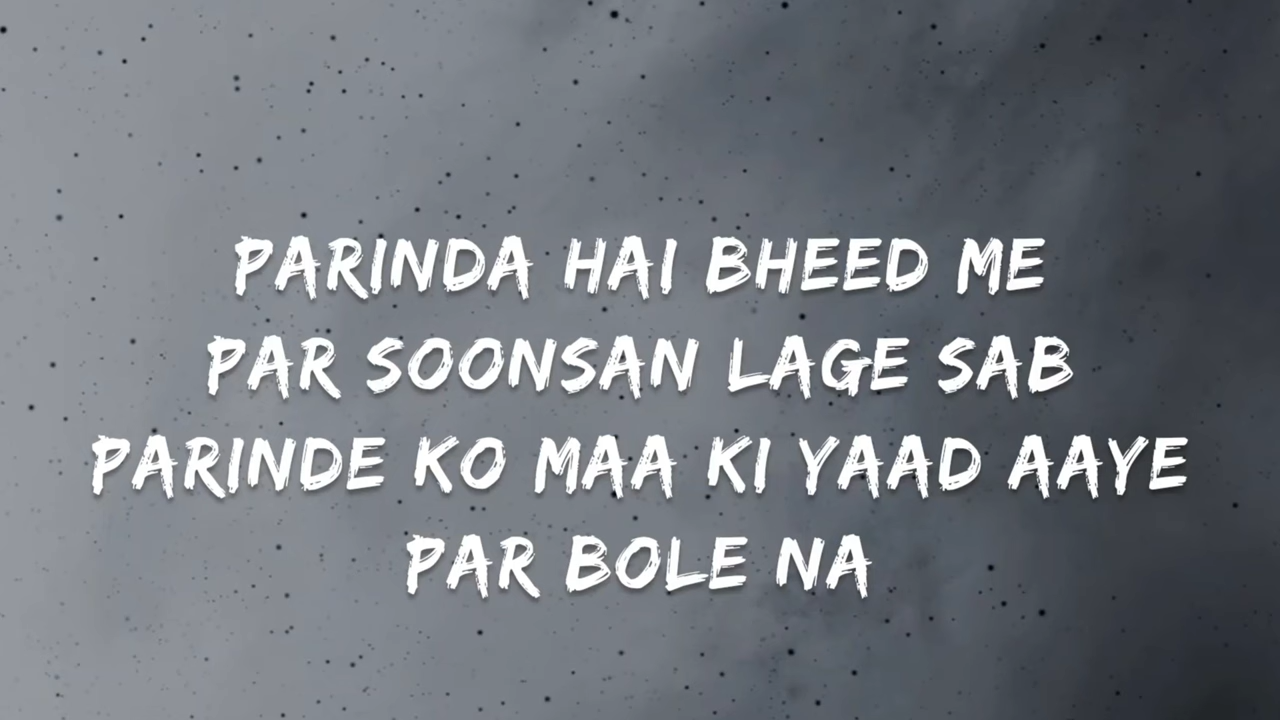 PARINDA HAI BHEED ME
PAR SOONSAN LAGE SAB
PARINDE KO MAA KI YAAD AAYE
PAR BOLE NA